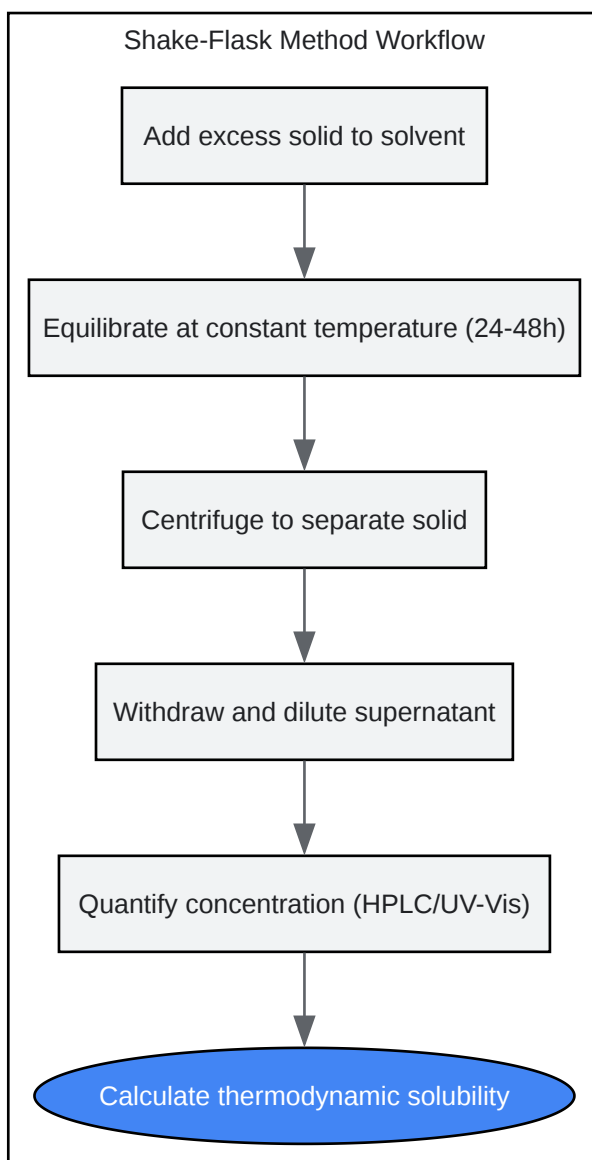 Shake-Flask Method Workflow
Add excess solid to solvent
Equilibrate at constant temperature (24-48h)
Centrifuge to separate solid
Withdraw and dilute supernatant
Quantify concentration (HPLC/UV-Vis)
Calculate thermodynamic solubility